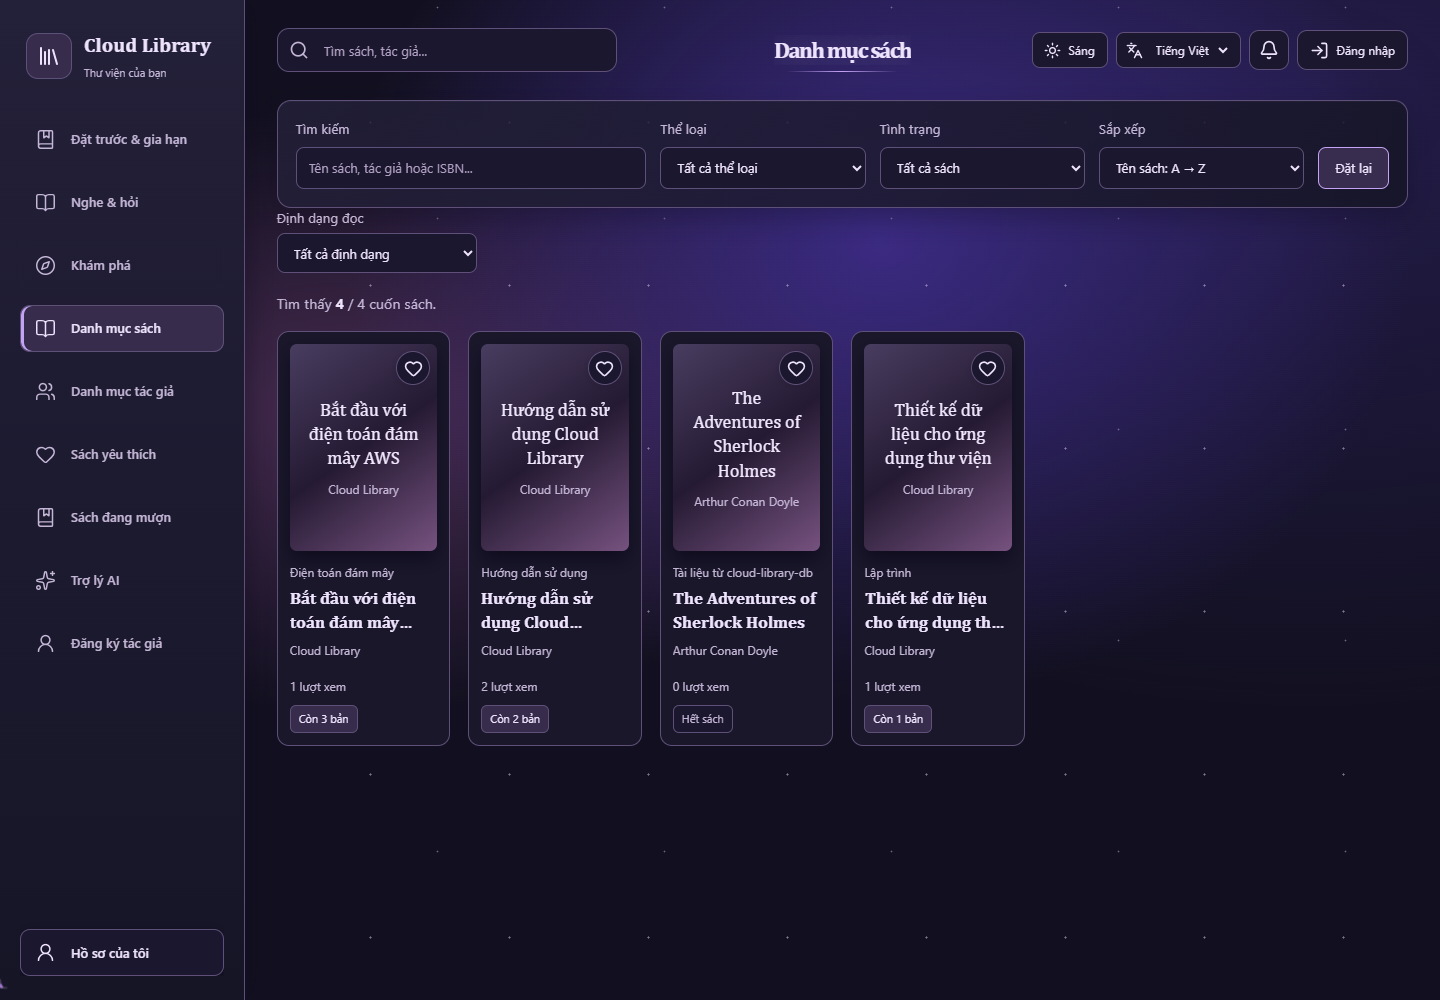 Cloud Library
Thư viện của bạn
Đặt trước & gia hạn
Nghe & hỏi
Khám phá
Danh mục sách
Danh mục tác giả
Sách yêu thích
Sách đang mượn
Trợ lý AI
Đăng ký tác giả
Hồ sơ của tôi
Tìm sách, tác giả...
Danh mục sách
Sáng
Tiếng Việt
Đăng nhập
Tìm kiếm
Thể loại
Tình trạng
Sắp xếp
Tên sách, tác giả hoặc ISBN...
Tất cả thể loại
Tất cả sách
Tên sách: A → Z
Đặt lại
Định dạng đọc
Tất cả định dạng
Tìm thấy 4 / 4 cuốn sách.
Bắt đầu với
điện toán đám
mây AWS
Cloud Library
Điện toán đám mây
Bắt đầu với điện
toán đám mây...
Cloud Library
1 lượt xem
Còn 3 bản
Hướng dẫn sử
dụng Cloud
Library
Cloud Library
Hướng dẫn sử dụng
Hướng dẫn sử
dụng Cloud...
Cloud Library
2 lượt xem
Còn 2 bản
The
Adventures of
Sherlock
Holmes
Arthur Conan Doyle
Tài liệu từ cloud-library-db
The Adventures of
Sherlock Holmes
Arthur Conan Doyle
0 lượt xem
Hết sách
Thiết kế dữ
liệu cho ứng
dụng thư viện
Cloud Library
Lập trình
Thiết kế dữ liệu
cho ứng dụng th...
Cloud Library
1 lượt xem
Còn 1 bản